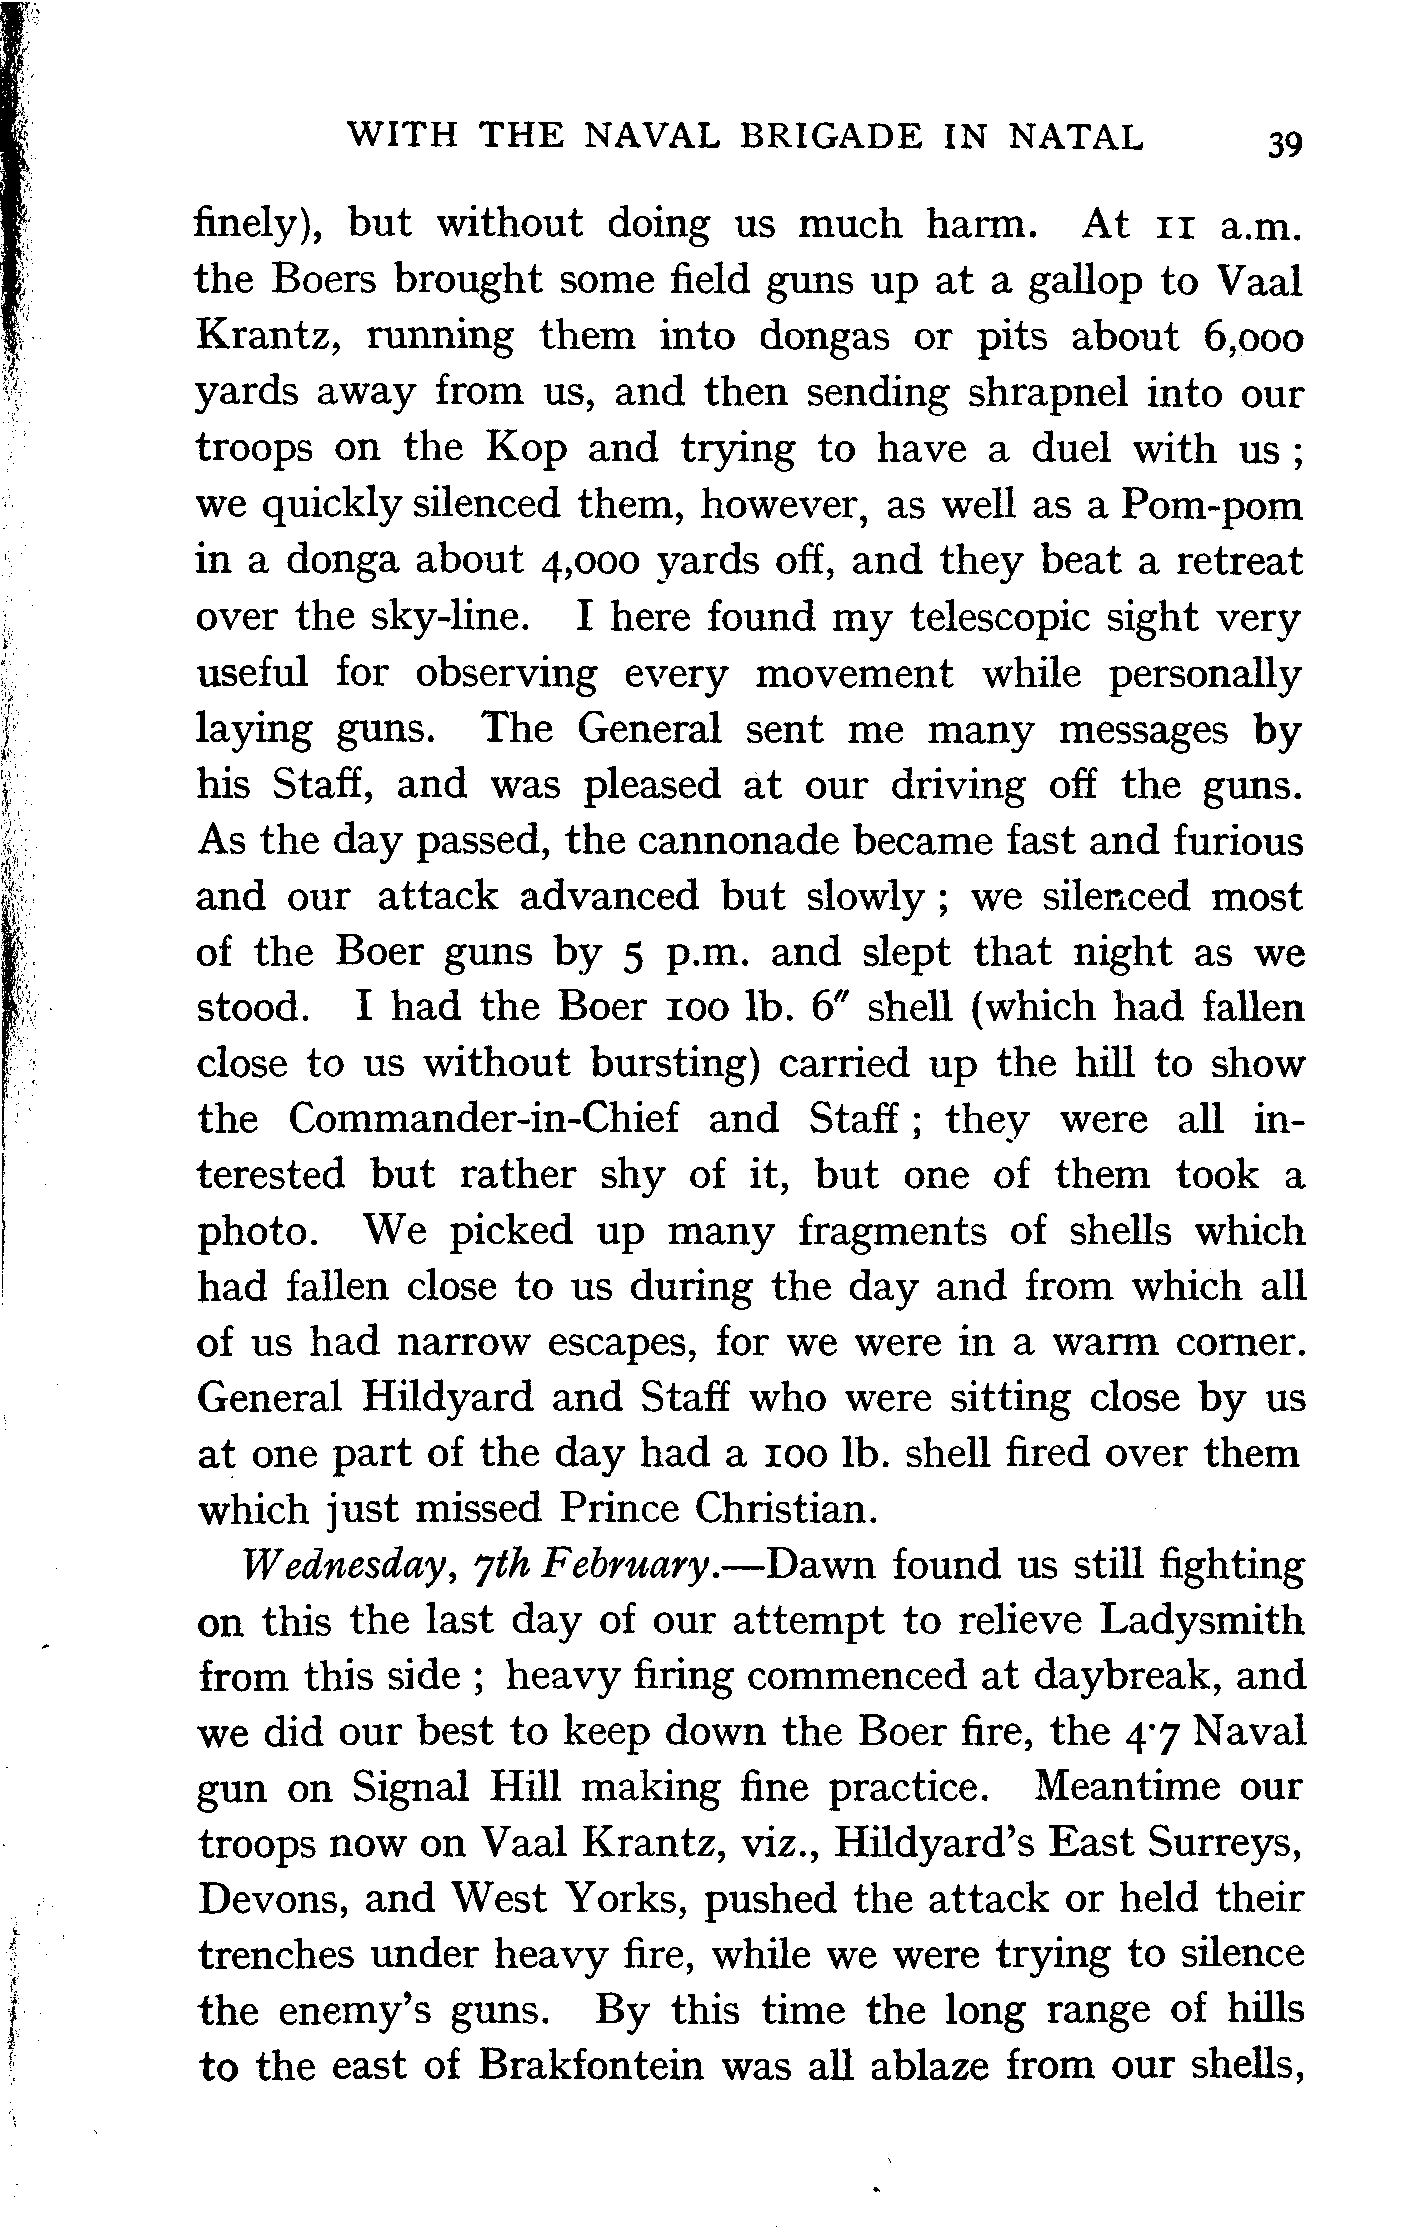 WITH THE NAVAL BRIGADE IN NATAL 39
finely), but without doing us much harm. At 11 a.m.
the Boers brought some field guns up at a gallop to Vaal
Krantz, running them into dongas or pits about 6,000
yards away from us, and then sending shrapnel into our
troops on the Kop and trying to have a duel with us ;
we quickly silenced them, however, as well as a Pom-pom
in a donga about 4,000 yards off, and they beat a retreat
over the sky-line. I here found my telescopic sight very
useful for observing every movement while personally
laying guns. The General sent me many messages by
his Staff, and was pleased at our driving off the guns.
As the day passed, the cannonade became fast and furious
and our attack advanced but slowly ; we silenced most
of the Boer guns by 5 p.m. and slept that night as we
stood. I had the Boer 100 lb. 6" shell (which had fallen
close to us without bursting) carried up the hill to show
the Commander-in-Chief and Staff ; they were all in-
terested but rather shy of it, but one of them took a
photo. We picked up many fragments of shells which
had fallen close to us during the day and from which all
of us had narrow escapes, for we were in a warm corner.
General Hildyard and Staff who were sitting close by us
at one part of the day had a 100 lb. shell fired over them
which just missed Prince Christian.
Wednesday, 7th February.—Dawn found us still fighting
on this the last day of our attempt to relieve Ladysmith
from this side ; heavy firing commenced at daybreak, and
we did our best to keep down the Boer fire, the 4·7 Naval
gun on Signal Hill making fine practice. Meantime our
troops now on Vaal Krantz, viz., Hildyard's East Surreys,
Devons, and West Yorks, pushed the attack or held their
trenches under heavy fire, while we were trying to silence
the enemy's guns. By this time the long range of hills
to the east of Brakfontein was all ablaze from our shells,